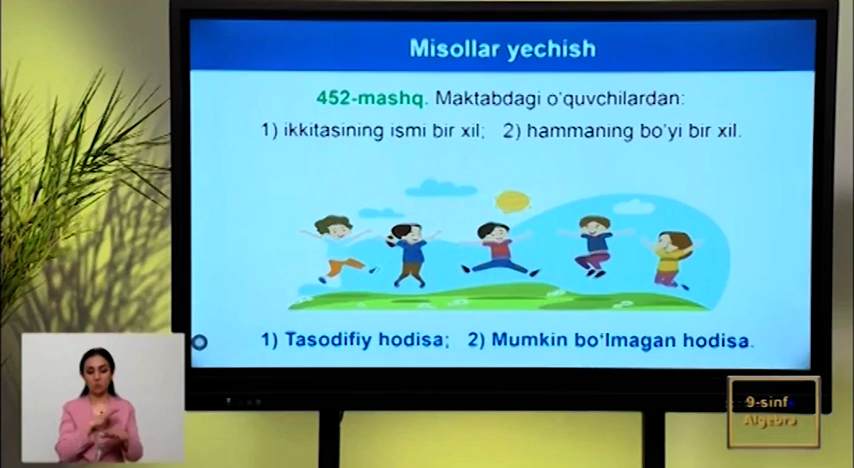 Misollar yechish
452-mashq. Maktabdagi o'quvchilardan:
1) ikkitasining ismi bir xil; 2) hammaning bo'yi bir xil.
1) Tasodifiy hodisa; 2) Mumkin bo'lmagan hodisa.
9-sinf
Algebra